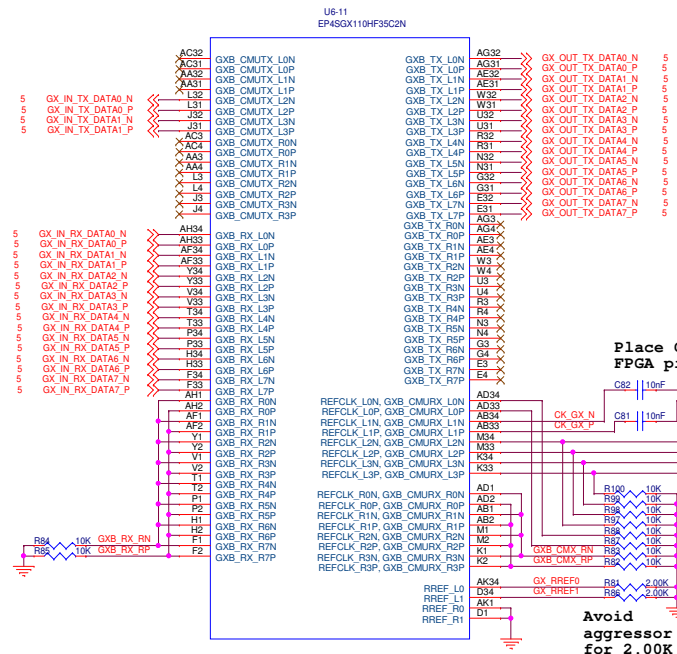 U6-11
EP4SGX110HF35C2N
AC32 GXB_CMUTX_L0N
AC31 GXB_CMUTX_L0P
AA32 GXB_CMUTX_L1N
AA31 GXB_CMUTX_L1P
5 GX_IN_TX_DATA0_N L32 GXB_CMUTX_L2N
5 GX_IN_TX_DATA0_P L31 GXB_CMUTX_L2P
5 GX_IN_TX_DATA1_N J32 GXB_CMUTX_L3N
5 GX_IN_TX_DATA1_P J31 GXB_CMUTX_L3P
AC3 GXB_CMUTX_R0N
AC4 GXB_CMUTX_R0P
AA3 GXB_CMUTX_R1N
AA4 GXB_CMUTX_R1P
L3 GXB_CMUTX_R2N
L4 GXB_CMUTX_R2P
J3 GXB_CMUTX_R3N
J4 GXB_CMUTX_R3P
5 GX_IN_RX_DATA0_N AH34 GXB_RX_L0N
5 GX_IN_RX_DATA0_P AH33 GXB_RX_L0P
5 GX_IN_RX_DATA1_N AF34 GXB_RX_L1N
5 GX_IN_RX_DATA1_P AF33 GXB_RX_L1P
5 GX_IN_RX_DATA2_N Y34 GXB_RX_L2N
5 GX_IN_RX_DATA2_P Y33 GXB_RX_L2P
5 GX_IN_RX_DATA3_N V34 GXB_RX_L3N
5 GX_IN_RX_DATA3_P V33 GXB_RX_L3P
5 GX_IN_RX_DATA4_N T34 GXB_RX_L4N
5 GX_IN_RX_DATA4_P T33 GXB_RX_L4P
5 GX_IN_RX_DATA5_N P34 GXB_RX_L5N
5 GX_IN_RX_DATA5_P P33 GXB_RX_L5P
5 GX_IN_RX_DATA6_N H34 GXB_RX_L6N
5 GX_IN_RX_DATA6_P H33 GXB_RX_L6P
5 GX_IN_RX_DATA7_N F34 GXB_RX_L7N
5 GX_IN_RX_DATA7_P F33 GXB_RX_L7P
AH1 GXB_RX_R0N
AH2 GXB_RX_R0P
AF1 GXB_RX_R1N
AF2 GXB_RX_R1P
Y1 GXB_RX_R2N
Y2 GXB_RX_R2P
V1 GXB_RX_R3N
V2 GXB_RX_R3P
T1 GXB_RX_R4N
T2 GXB_RX_R4P
P1 GXB_RX_R5N
P2 GXB_RX_R5P
H1 GXB_RX_R6N
H2 GXB_RX_R6P
R84 10K GXB_RX_RN F1 GXB_RX_R7N
R85 10K GXB_RX_RP F2 GXB_RX_R7P
GXB_TX_L0N AG32 GX_OUT_TX_DATA0_N 5
GXB_TX_L0P AG31 GX_OUT_TX_DATA0_P 5
GXB_TX_L1N AE32 GX_OUT_TX_DATA1_N 5
GXB_TX_L1P AE31 GX_OUT_TX_DATA1_P 5
GXB_TX_L2N W32 GX_OUT_TX_DATA2_N 5
GXB_TX_L2P W31 GX_OUT_TX_DATA2_P 5
GXB_TX_L3N U32 GX_OUT_TX_DATA3_N 5
GXB_TX_L3P U31 GX_OUT_TX_DATA3_P 5
GXB_TX_L4N R32 GX_OUT_TX_DATA4_N 5
GXB_TX_L4P R31 GX_OUT_TX_DATA4_P 5
GXB_TX_L5N N32 GX_OUT_TX_DATA5_N 5
GXB_TX_L5P N31 GX_OUT_TX_DATA5_P 5
GXB_TX_L6N G32 GX_OUT_TX_DATA6_N 5
GXB_TX_L6P G31 GX_OUT_TX_DATA6_P 5
GXB_TX_L7N E32 GX_OUT_TX_DATA7_N 5
GXB_TX_L7P E31 GX_OUT_TX_DATA7_P 5
GXB_TX_R0N AG3
GXB_TX_R0P AG4
GXB_TX_R1N AE3
GXB_TX_R1P AE4
GXB_TX_R2N W3
GXB_TX_R2P W4
GXB_TX_R3N U3
GXB_TX_R3P U4
GXB_TX_R4N R3
GXB_TX_R4P R4
GXB_TX_R5N N3
GXB_TX_R5P N4
GXB_TX_R6N G3
GXB_TX_R6P G4
GXB_TX_R7N E3
GXB_TX_R7P E4
Place
FPGA
REFCLK_L0N, GXB_CMURX_L0N AD34
REFCLK_L0P, GXB_CMURX_L0P AD33
REFCLK_L1N, GXB_CMURX_L1N AB34 CK_GX_N C82 10nF
REFCLK_L1P, GXB_CMURX_L1P AB33 CK_GX_P C81 10nF
REFCLK_L2N, GXB_CMURX_L2N M34
REFCLK_L2P, GXB_CMURX_L2P M33
REFCLK_L3N, GXB_CMURX_L3N K34
REFCLK_L3P, GXB_CMURX_L3P K33
REFCLK_R0N, GXB_CMURX_R0N AD1
REFCLK_R0P, GXB_CMURX_R0P AD2
REFCLK_R1N, GXB_CMURX_R1N AB1
REFCLK_R1P, GXB_CMURX_R1P AB2
REFCLK_R2N, GXB_CMURX_R2N M1
REFCLK_R2P, GXB_CMURX_R2P M2
REFCLK_R3N, GXB_CMURX_R3N K1 GXB_CMX_RN
REFCLK_R3P, GXB_CMURX_R3P K2 GXB_CMX_RP
R100 10K
R99 10K
R98 10K
R97 10K
R88 10K
R87 10K
R83 10K
R82 10K
RREF_L0 AK34 GX_RREF0 R81 2.00K
RREF_L1 D34 GX_RREF1 R86 2.00K
RREF_R0 AK1
RREF_R1 D1
Avoid
aggressor
for 2.00K